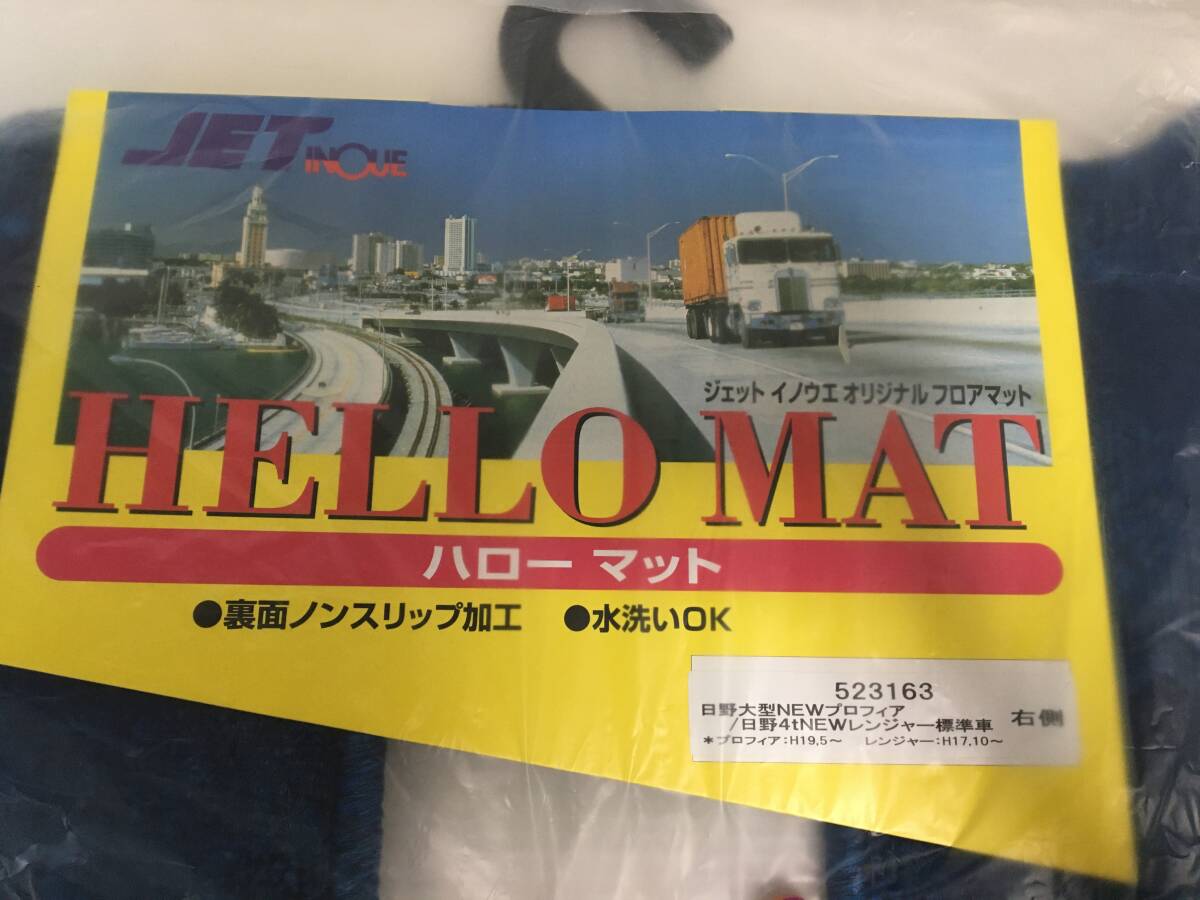 JET INOUE
ジェット イノウエ オリジナル フロアマット
HELLO MAT
ハロー マット
●裏面ノンスリップ加工 ●水洗いOK
523163
日野大型NEWプロフィア
/日野4tNEWレンジャー標準車 右側
*プロフィア:H19,5~ レンジャー:H17,10~